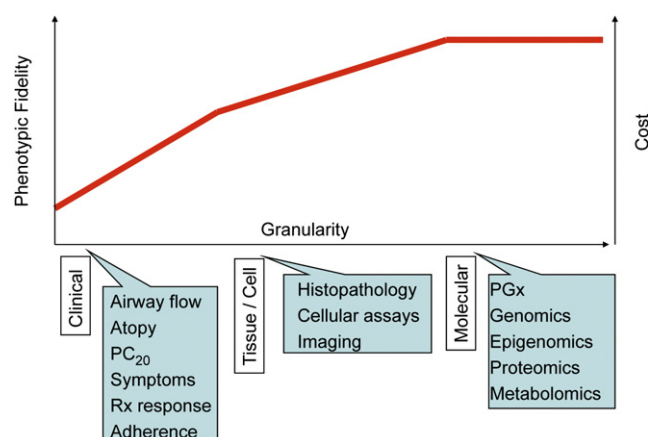 Phenotypic Fidelity
Cost
Granularity
Clinical
Airway flow
Atopy
PC20
Symptoms
Rx response
Adherence
Tissue / Cell
Histopathology
Cellular assays
Imaging
Molecular
PGx
Genomics
Epigenomics
Proteomics
Metabolomics